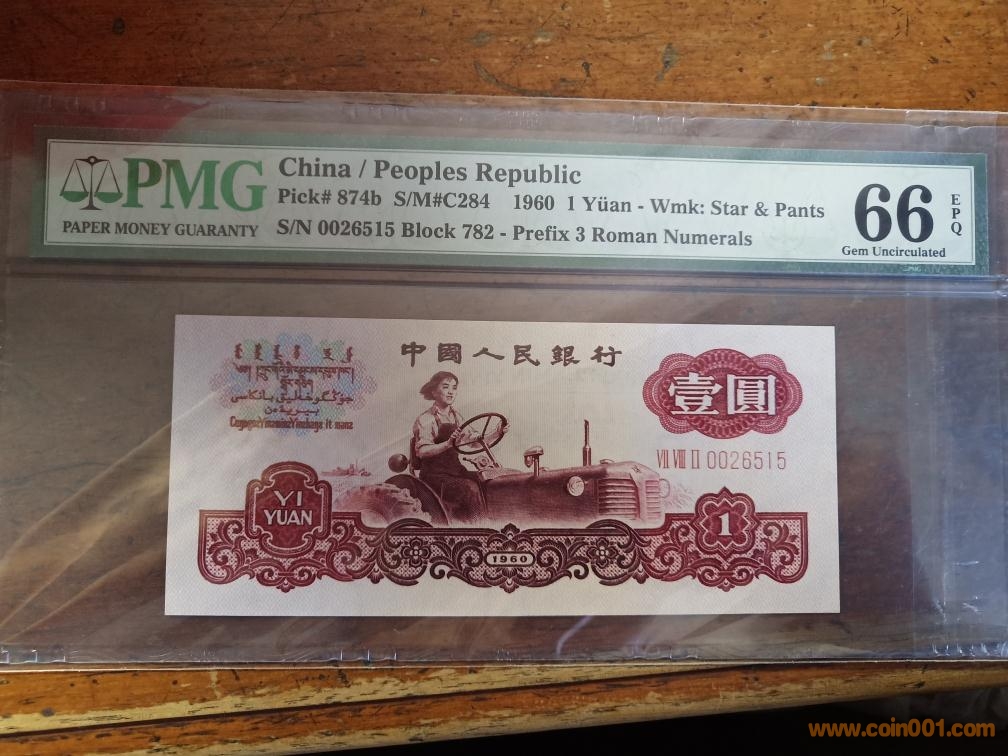 PMG
PAPER MONEY GUARANTY
China / Peoples Republic
Pick# 874b S/M#C284 1960 1 Yüan - Wmk: Star & Pants
S/N 0026515 Block 782 - Prefix 3 Roman Numerals
66 EPQ
Gem Uncirculated
PMG
中國人民銀行
壹圓
VII VIII II 0026515
YI
YUAN
1
1960
www.coin001.com